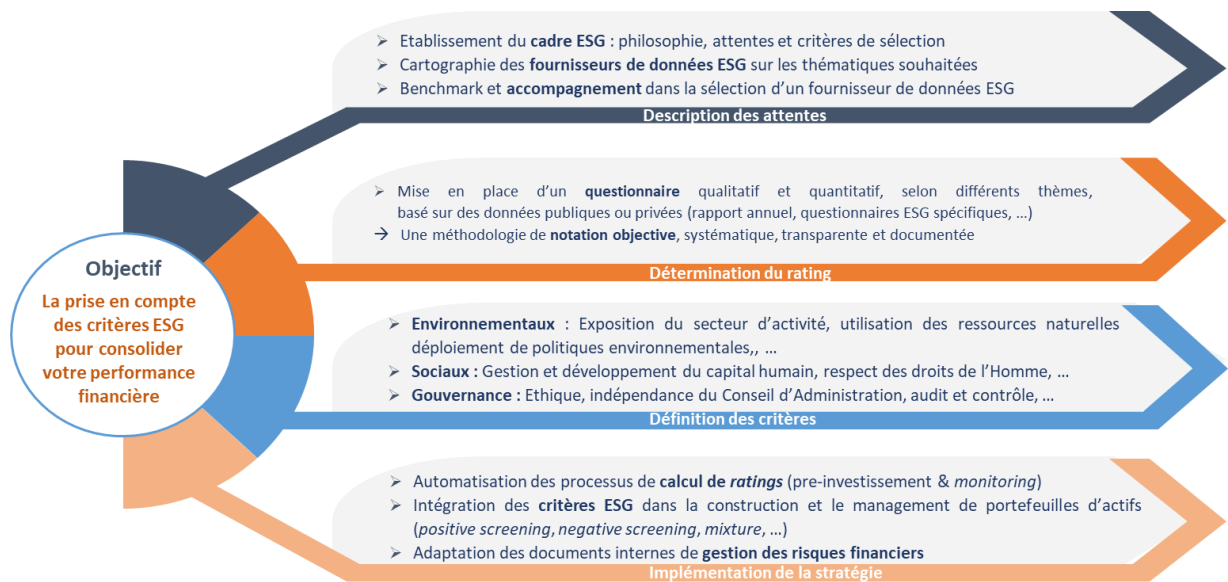 Objectif
La prise en compte
des critères ESG
pour consolider
votre performance
financière
➢ Etablissement du cadre ESG : philosophie, attentes et critères de sélection
➢ Cartographie des fournisseurs de données ESG sur les thématiques souhaitées
➢ Benchmark et accompagnement dans la sélection d'un fournisseur de données ESG
Description des attentes
➢ Mise en place d'un questionnaire qualitatif et quantitatif, selon différents thèmes,
basé sur des données publiques ou privées (rapport annuel, questionnaires ESG spécifiques, …)
→ Une méthodologie de notation objective, systématique, transparente et documentée
Détermination du rating
➢ Environnementaux : Exposition du secteur d'activité, utilisation des ressources naturelles
déploiement de politiques environnementales,, …
➢ Sociaux : Gestion et développement du capital humain, respect des droits de l'Homme, …
➢ Gouvernance : Ethique, indépendance du Conseil d'Administration, audit et contrôle, …
Définition des critères
➢ Automatisation des processus de calcul de ratings (pre-investissement & monitoring)
➢ Intégration des critères ESG dans la construction et le management de portefeuilles d'actifs
(positive screening, negative screening, mixture, …)
➢ Adaptation des documents internes de gestion des risques financiers
Implémentation de la stratégie